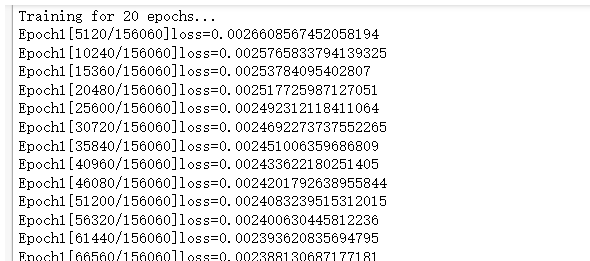 Training for 20 epochs...
Epoch1[5120/156060]loss=0.0026608567452058194
Epoch1[10240/156060]loss=0.00257658337941​39325
Epoch1[15360/156060]loss=0.00253784095402807
Epoch1[20480/156060]loss=0.002517725987127051
Epoch1[25600/156060]loss=0.002492312118411064
Epoch1[30720/156060]loss=0.0024692273737552265
Epoch1[35840/156060]loss=0.002451006359686809
Epoch1[40960/156060]loss=0.002433622180251405
Epoch1[46080/156060]loss=0.0024201792638955844
Epoch1[51200/156060]loss=0.0024083239515312015
Epoch1[56320/156060]loss=0.002400630445812236
Epoch1[61440/156060]loss=0.002393620835694795
Epoch1[66560/156060]loss=0.002388130687177181